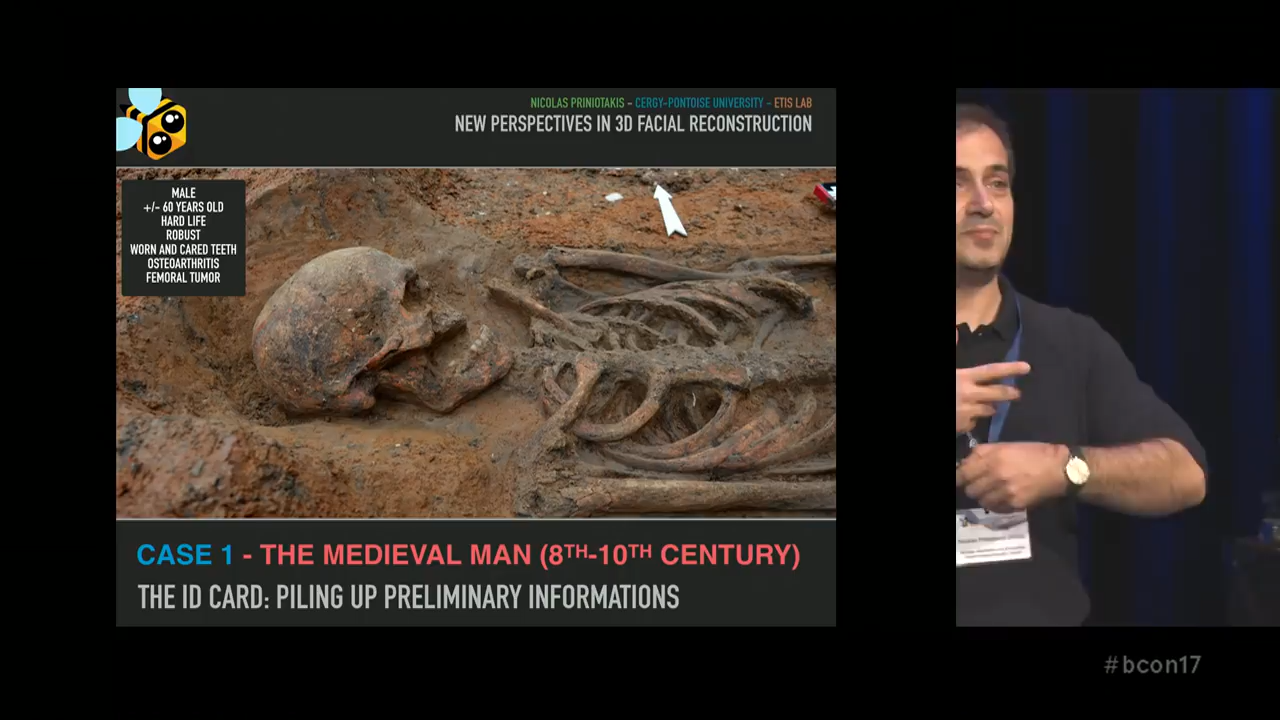 NICOLAS PRINIOTAKIS - CERGY-PONTOISE UNIVERSITY - ETIS LAB
NEW PERSPECTIVES IN 3D FACIAL RECONSTRUCTION
MALE
+/- 60 YEARS OLD
HARD LIFE
ROBUST
WORN AND CARED TEETH
OSTEOARTHRITIS
FEMORAL TUMOR
CASE 1 - THE MEDIEVAL MAN (8TH-10TH CENTURY)
THE ID CARD: PILING UP PRELIMINARY INFORMATIONS
#bcon17